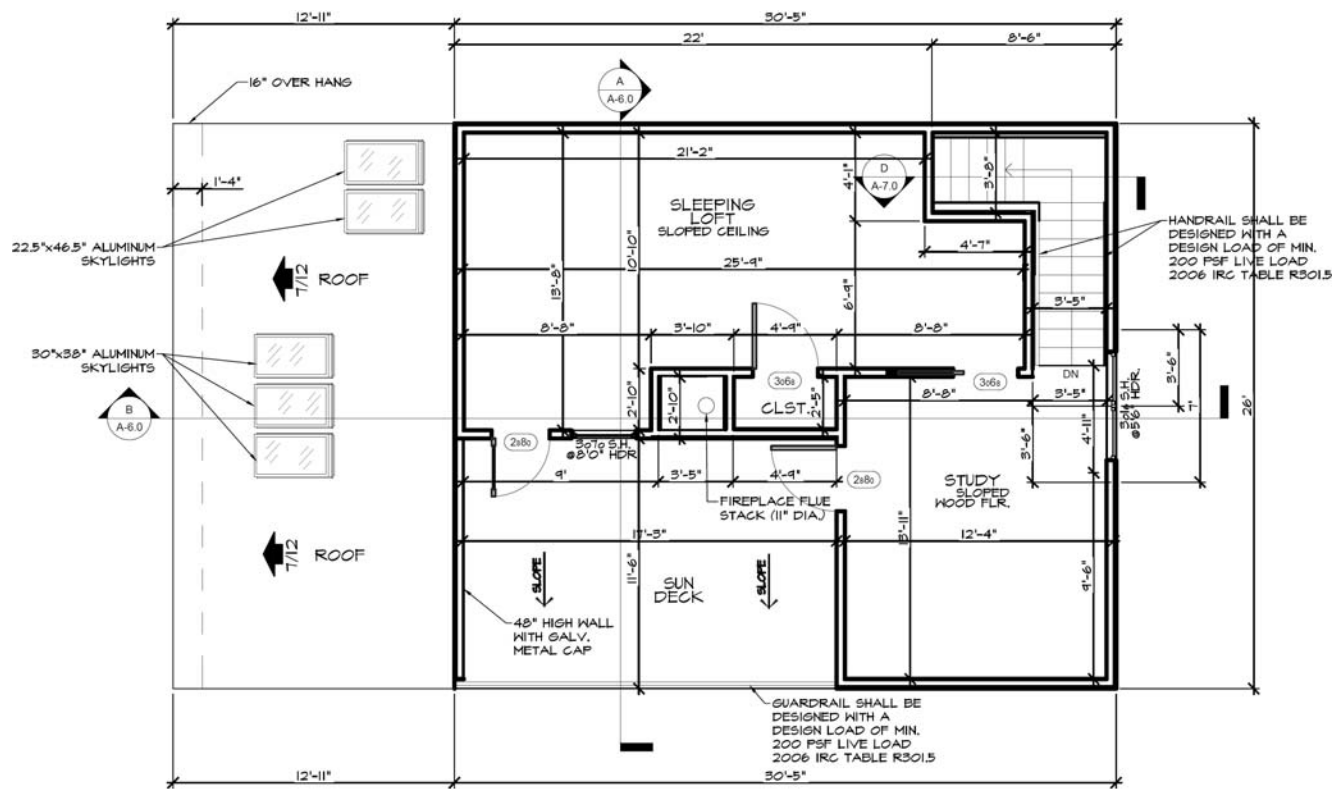 12'-11"
30'-5"
22'
8'-6"
16" OVER HANG
A
A-6.0
21'-2"
3'-8"
4'-1"
D
A-7.0
1'-4"
SLEEPING
LOFT
SLOPED CEILING
10'-10"
13'-8"
22.5"x46.5" ALUMINUM
SKYLIGHTS
HANDRAIL SHALL BE
DESIGNED WITH A
DESIGN LOAD OF MIN.
200 PSF LIVE LOAD
2006 IRC TABLE R301.5
4'-7"
25'-9"
7/12
ROOF
6'-9"
3'-5"
8'-8"
3'-10"
4'-9"
8'-8"
30"x38" ALUMINUM
SKYLIGHTS
3'-6"
7'
DN
3068
3068
CLST.
2'-10"
2'-10"
2'-5"
8'-8"
3'-5"
B
A-6.0
26'
4'-11"
@5'6" HDR.
2880
3070 S.H.
@8'0" HDR
3'-6"
9'
3'-5"
4'-9"
2880
STUDY
SLOPED
WOOD FLR.
FIREPLACE FLUE
STACK (11" DIA.)
17'-3"
12'-4"
13'-11"
7/12
ROOF
11'-6"
9'-6"
SLOPE
SUN
DECK
SLOPE
48" HIGH WALL
WITH GALV.
METAL CAP
GUARDRAIL SHALL BE
DESIGNED WITH A
DESIGN LOAD OF MIN.
200 PSF LIVE LOAD
2006 IRC TABLE R301.5
12'-11"
30'-5"